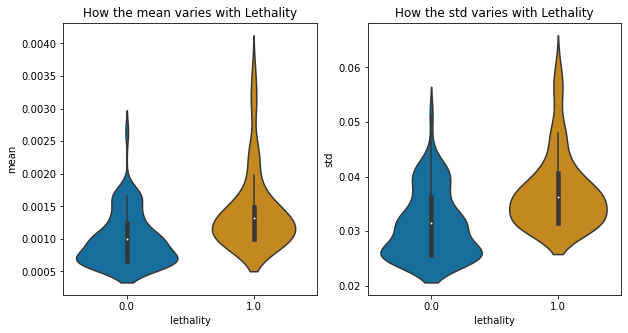 How the mean varies with Lethality
mean
0.0040
0.0035
0.0030
0.0025
0.0020
0.0015
0.0010
0.0005
0.0
1.0
lethality
How the std varies with Lethality
std
0.06
0.05
0.04
0.03
0.02
0.0
1.0
lethality